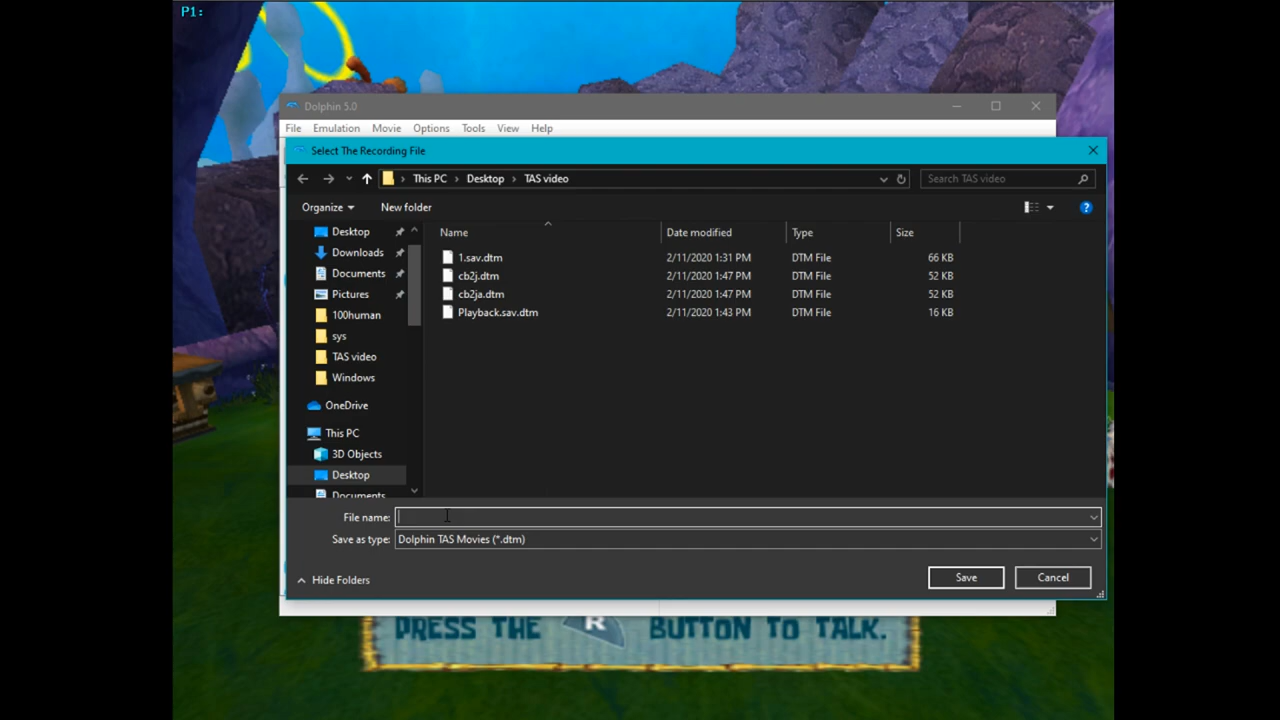 P1:
Dolphin 5.0
File Emulation Movie Options Tools View Help
Select The Recording File
This PC > Desktop > TAS video
Search TAS video
Organize New folder
Name Date modified Type Size
1.sav.dtm 2/11/2020 1:31 PM DTM File 66 KB
cb2j.dtm 2/11/2020 1:47 PM DTM File 52 KB
cb2ja.dtm 2/11/2020 1:47 PM DTM File 52 KB
Playback.sav.dtm 2/11/2020 1:43 PM DTM File 16 KB
Desktop
Downloads
Documents
Pictures
100human
sys
TAS video
Windows
OneDrive
This PC
3D Objects
Desktop
Documents
File name:
Save as type: Dolphin TAS Movies (*.dtm)
Hide Folders Save Cancel
PRESS THE R BUTTON TO TALK.